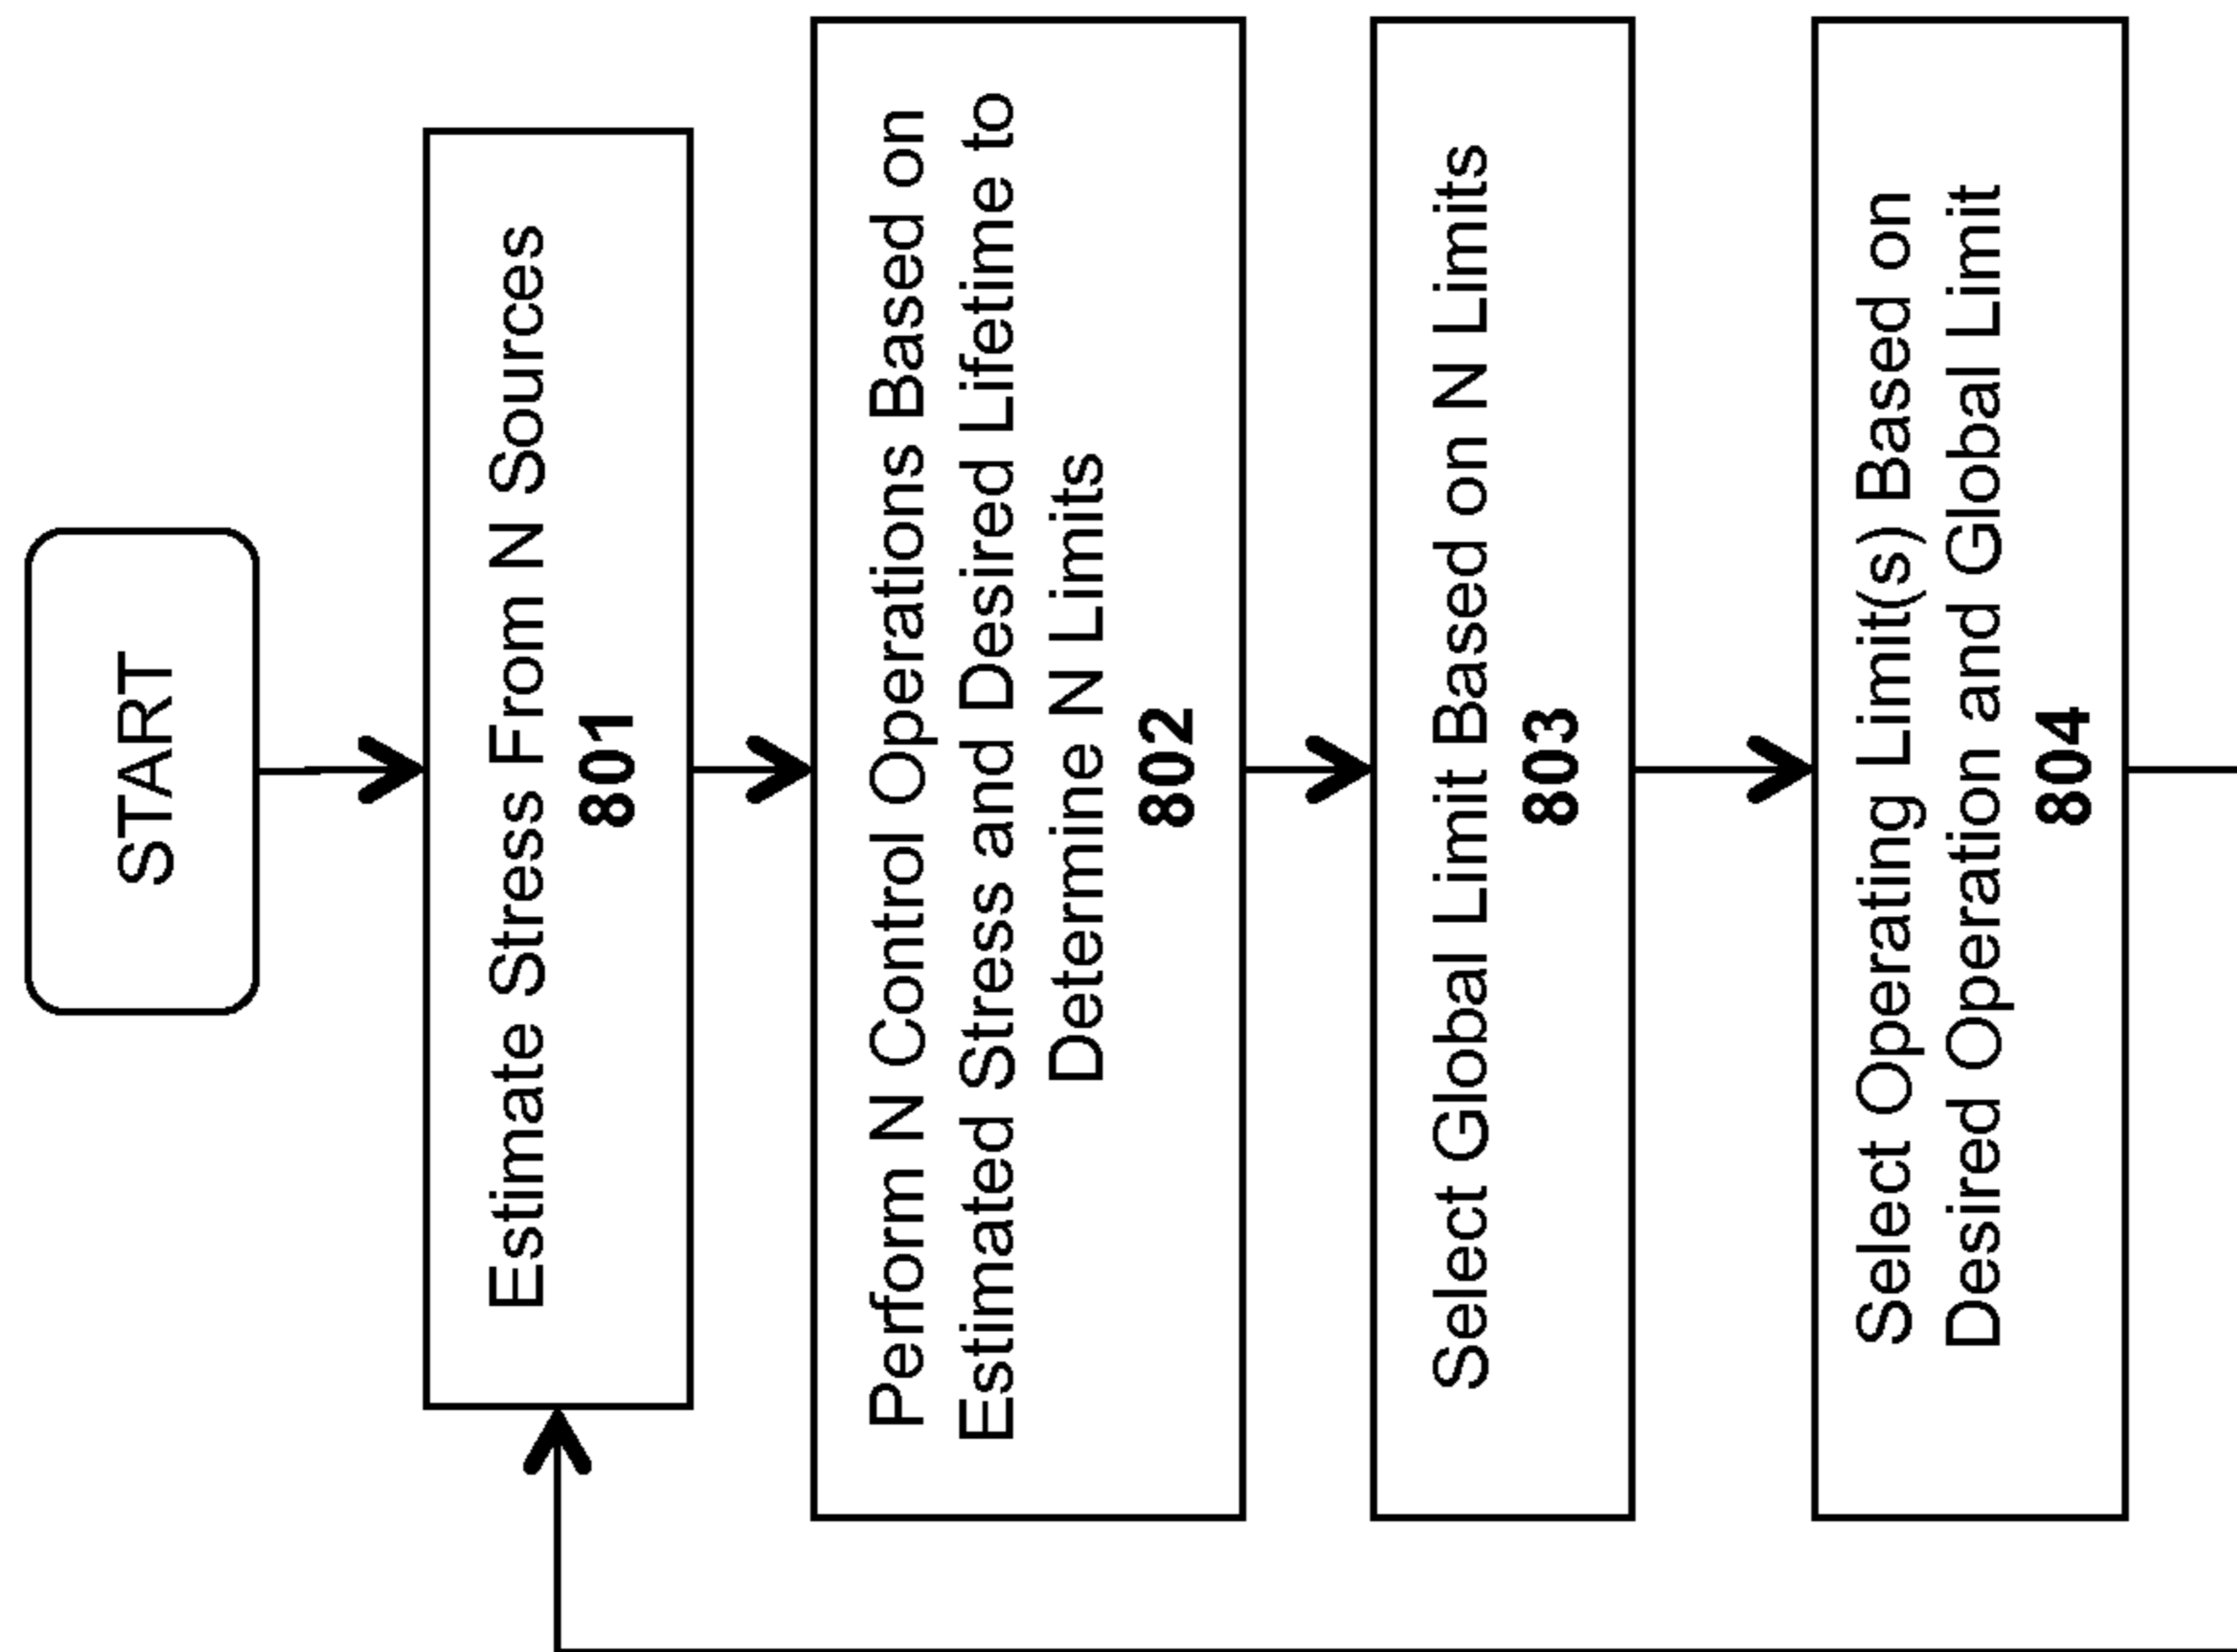 START
Estimate Stress From N Sources
801
Perform N Control Operations Based on
Estimated Stress and Desired Lifetime to
Determine N Limits
802
Select Global Limit Based on N Limits
803
Select Operating Limit(s) Based on
Desired Operation and Global Limit
804